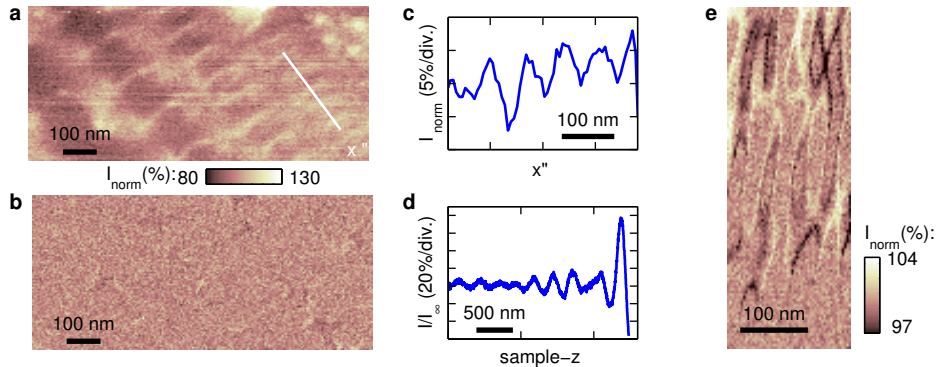 a
100 nm
x"
I_norm(%): 80 130
b
100 nm
c
I_norm (5%/div.)
100 nm
x"
d
I/I_∞ (20%/div.)
500 nm
sample−z
e
100 nm
I_norm(%):
104
97